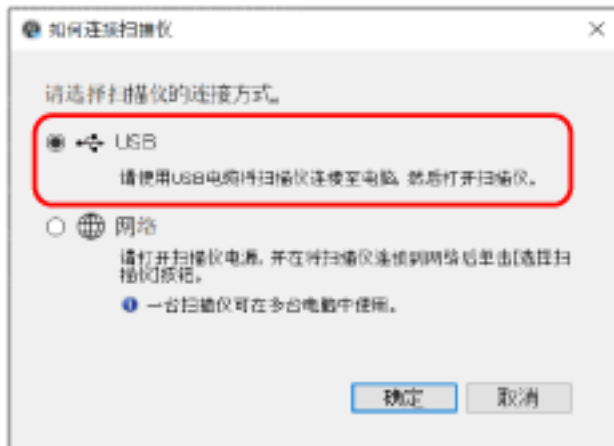 如何连接扫描仪
请选择扫描仪的连接方式。
USB
请使用USB电缆将扫描仪连接至电脑,然后打开扫描仪。
网络
请打开扫描仪电源,并在将扫描仪连接到网络后单击[选择扫
描仪]按钮。
一台扫描仪可在多台电脑中使用。
确定
取消